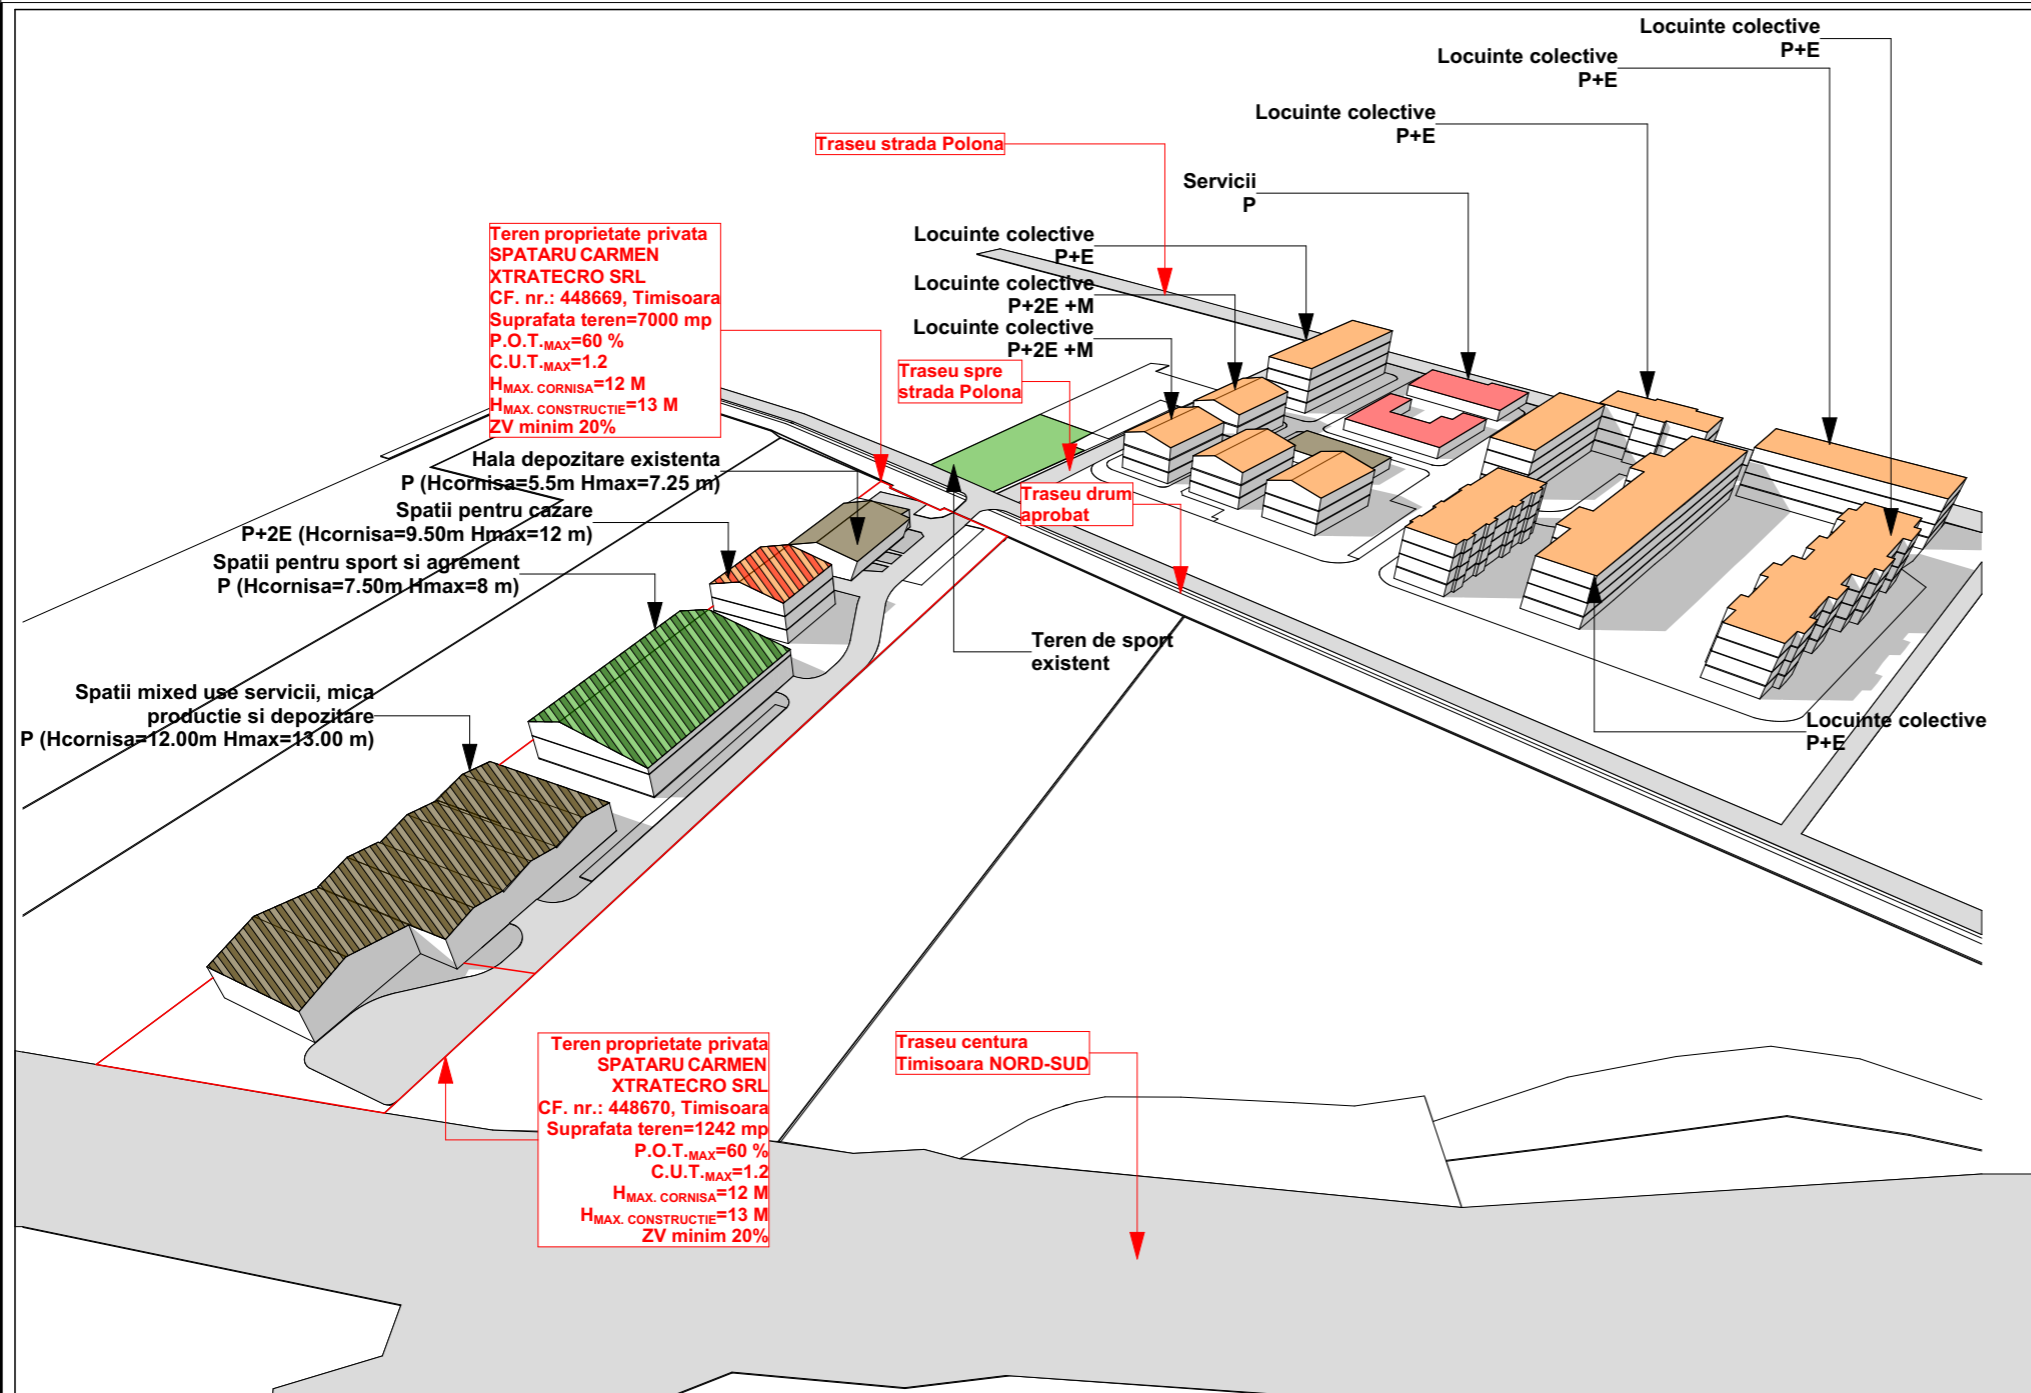 Locuinte colective
P+E
Locuinte colective
P+E
Locuinte colective
P+E
Traseu strada Polona
Servicii
P
Teren proprietate privata
SPATARU CARMEN
XTRATECRO SRL
CF. nr.: 448669, Timisoara
Suprafata teren=7000 mp
P.O.T.MAX=60 %
C.U.T.MAX=1.2
HMAX. CORNISA=12 M
HMAX. CONSTRUCTIE=13 M
ZV minim 20%
Locuinte colective
P+E
Locuinte colective
P+2E +M
Locuinte colective
P+2E +M
Traseu spre
strada Polona
Hala depozitare existenta
P (Hcornisa=5.5m Hmax=7.25 m)
Traseu drum
aprobat
Spatii pentru cazare
P+2E (Hcornisa=9.50m Hmax=12 m)
Spatii pentru sport si agrement
P (Hcornisa=7.50m Hmax=8 m)
Teren de sport
existent
Spatii mixed use servicii, mica
productie si depozitare
P (Hcornisa=12.00m Hmax=13.00 m)
Locuinte colective
P+E
Teren proprietate privata
SPATARU CARMEN
XTRATECRO SRL
CF. nr.: 448670, Timisoara
Suprafata teren=1242 mp
P.O.T.MAX=60 %
C.U.T.MAX=1.2
HMAX. CORNISA=12 M
HMAX. CONSTRUCTIE=13 M
ZV minim 20%
Traseu centura
Timisoara NORD-SUD